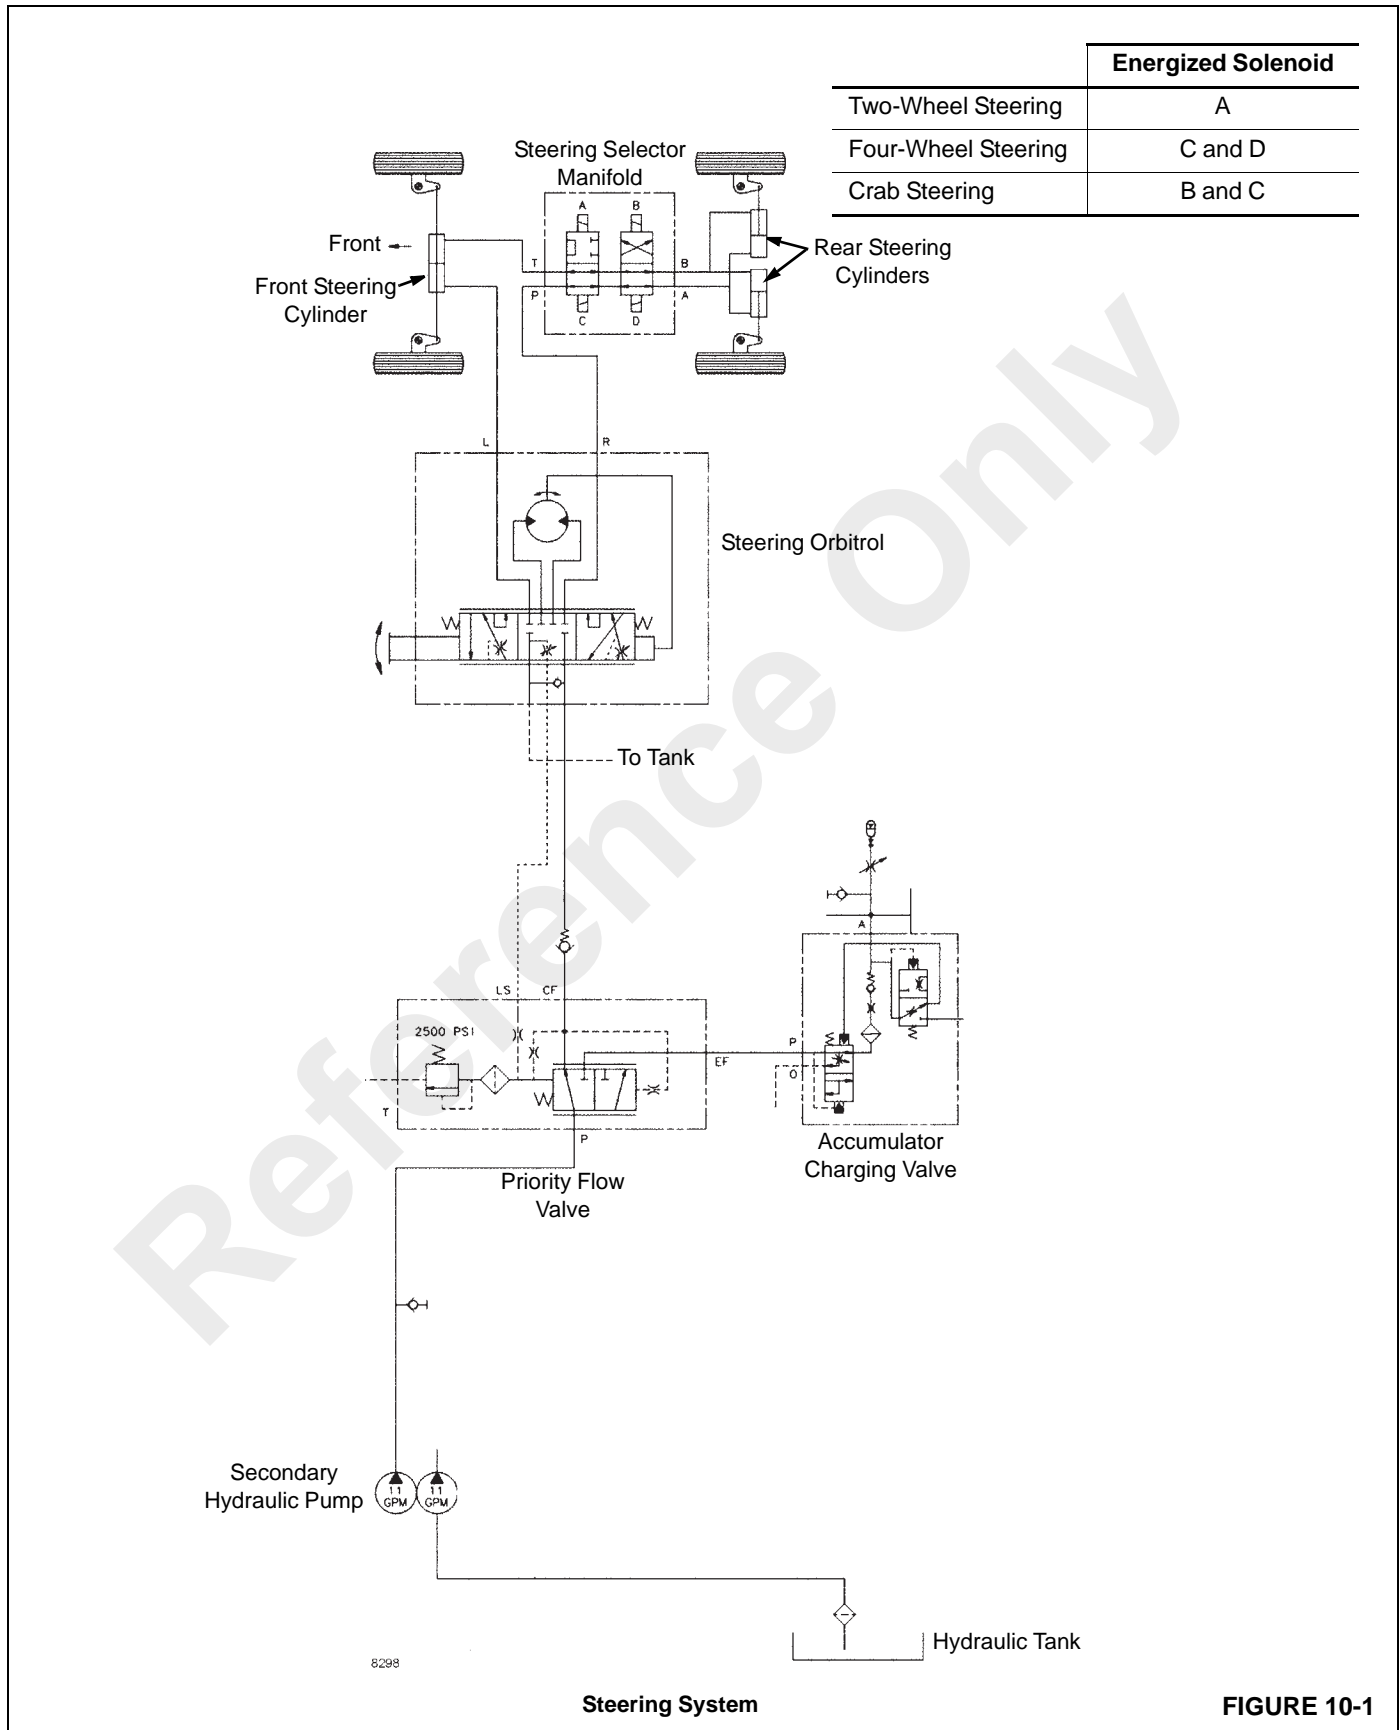 Energized Solenoid
Two-Wheel Steering A
Four-Wheel Steering C and D
Crab Steering B and C
Steering Selector
Manifold
A B
Front
T B
Rear Steering
Cylinders
Front Steering
Cylinder
P A
C D
L R
Steering Orbitrol
To Tank
A
LS CF
2500 PSI
P
EF
O
T
P
Accumulator
Charging Valve
Priority Flow
Valve
Secondary
Hydraulic Pump
11
GPM
11
GPM
Hydraulic Tank
8298
Steering System
FIGURE 10-1
Reference Only